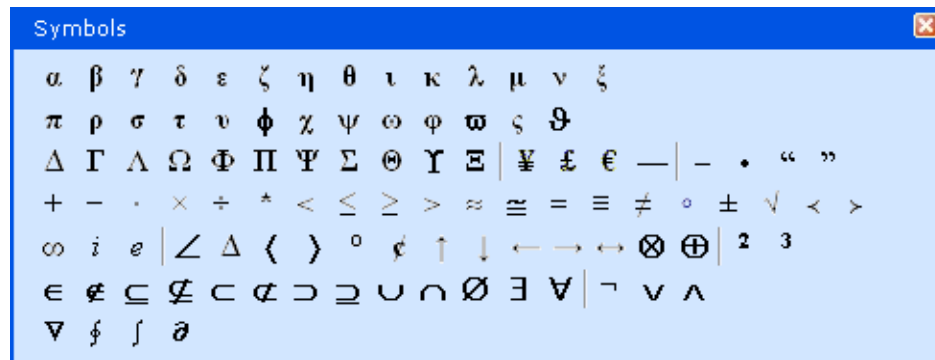 Symbols
α β γ δ ε ζ η θ ι κ λ μ ν ξ
π ρ σ τ υ ϕ χ ψ ω φ ϖ ς ϑ
Δ Γ Λ Ω Φ Π Ψ Σ Θ ϒ Ξ | ¥ £ € — | – • “ ”
+ − · × ÷ * < ≤ ≥ > ≈ ≅ = ≡ ≠ ∘ ± √ ≺ ≻
∞ i e | ∠ Δ ⟨ ⟩ ° ¢ ↑ ↓ ← → ↔ ⊗ ⊕ | ² ³
∈ ∉ ⊆ ⊈ ⊂ ⊄ ⊃ ⊇ ∪ ∩ ∅ ∃ ∀ | ¬ ∨ ∧
∇ ∮ ∫ ∂